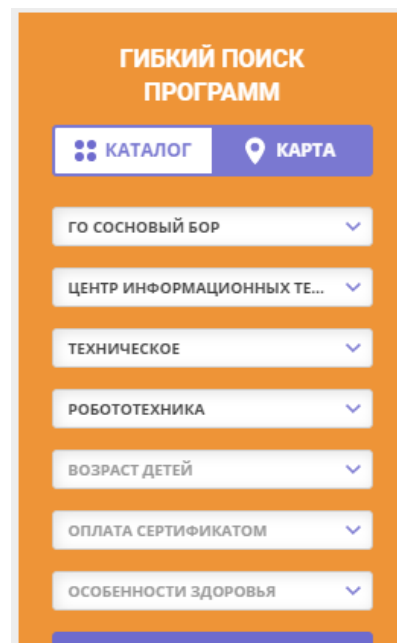 ГИБКИЙ ПОИСК
ПРОГРАММ
КАТАЛОГ
КАРТА
ГО СОСНОВЫЙ БОР
ЦЕНТР ИНФОРМАЦИОННЫХ ТЕ...
ТЕХНИЧЕСКОЕ
РОБОТОТЕХНИКА
ВОЗРАСТ ДЕТЕЙ
ОПЛАТА СЕРТИФИКАТОМ
ОСОБЕННОСТИ ЗДОРОВЬЯ